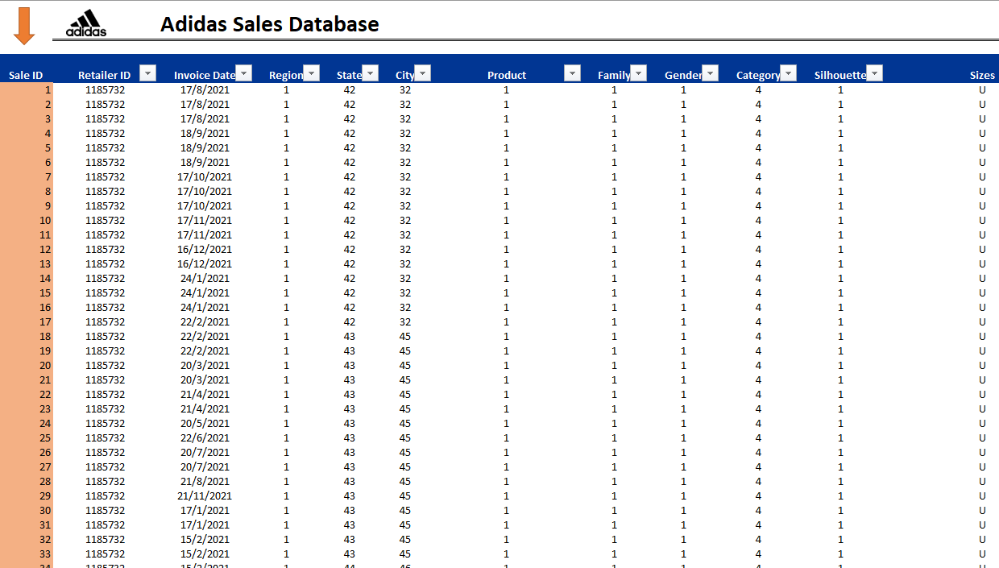 adidas Adidas Sales Database
Sale ID Retailer ID Invoice Date Region State City Product Family Gender Category Silhouette Sizes
1 1185732 17/8/2021 1 42 32 1 1 1 4 1 U
2 1185732 17/8/2021 1 42 32 1 1 1 4 1 U
3 1185732 17/8/2021 1 42 32 1 1 1 4 1 U
4 1185732 18/9/2021 1 42 32 1 1 1 4 1 U
5 1185732 18/9/2021 1 42 32 1 1 1 4 1 U
6 1185732 18/9/2021 1 42 32 1 1 1 4 1 U
7 1185732 17/10/2021 1 42 32 1 1 1 4 1 U
8 1185732 17/10/2021 1 42 32 1 1 1 4 1 U
9 1185732 17/10/2021 1 42 32 1 1 1 4 1 U
10 1185732 17/11/2021 1 42 32 1 1 1 4 1 U
11 1185732 17/11/2021 1 42 32 1 1 1 4 1 U
12 1185732 16/12/2021 1 42 32 1 1 1 4 1 U
13 1185732 16/12/2021 1 42 32 1 1 1 4 1 U
14 1185732 24/1/2021 1 42 32 1 1 1 4 1 U
15 1185732 24/1/2021 1 42 32 1 1 1 4 1 U
16 1185732 24/1/2021 1 42 32 1 1 1 4 1 U
17 1185732 22/2/2021 1 42 32 1 1 1 4 1 U
18 1185732 22/2/2021 1 43 45 1 1 1 4 1 U
19 1185732 22/2/2021 1 43 45 1 1 1 4 1 U
20 1185732 20/3/2021 1 43 45 1 1 1 4 1 U
21 1185732 20/3/2021 1 43 45 1 1 1 4 1 U
22 1185732 21/4/2021 1 43 45 1 1 1 4 1 U
23 1185732 21/4/2021 1 43 45 1 1 1 4 1 U
24 1185732 20/5/2021 1 43 45 1 1 1 4 1 U
25 1185732 22/6/2021 1 43 45 1 1 1 4 1 U
26 1185732 20/7/2021 1 43 45 1 1 1 4 1 U
27 1185732 20/7/2021 1 43 45 1 1 1 4 1 U
28 1185732 21/8/2021 1 43 45 1 1 1 4 1 U
29 1185732 21/11/2021 1 43 45 1 1 1 4 1 U
30 1185732 17/1/2021 1 43 45 1 1 1 4 1 U
31 1185732 17/1/2021 1 43 45 1 1 1 4 1 U
32 1185732 15/2/2021 1 43 45 1 1 1 4 1 U
33 1185732 15/2/2021 1 43 45 1 1 1 4 1 U